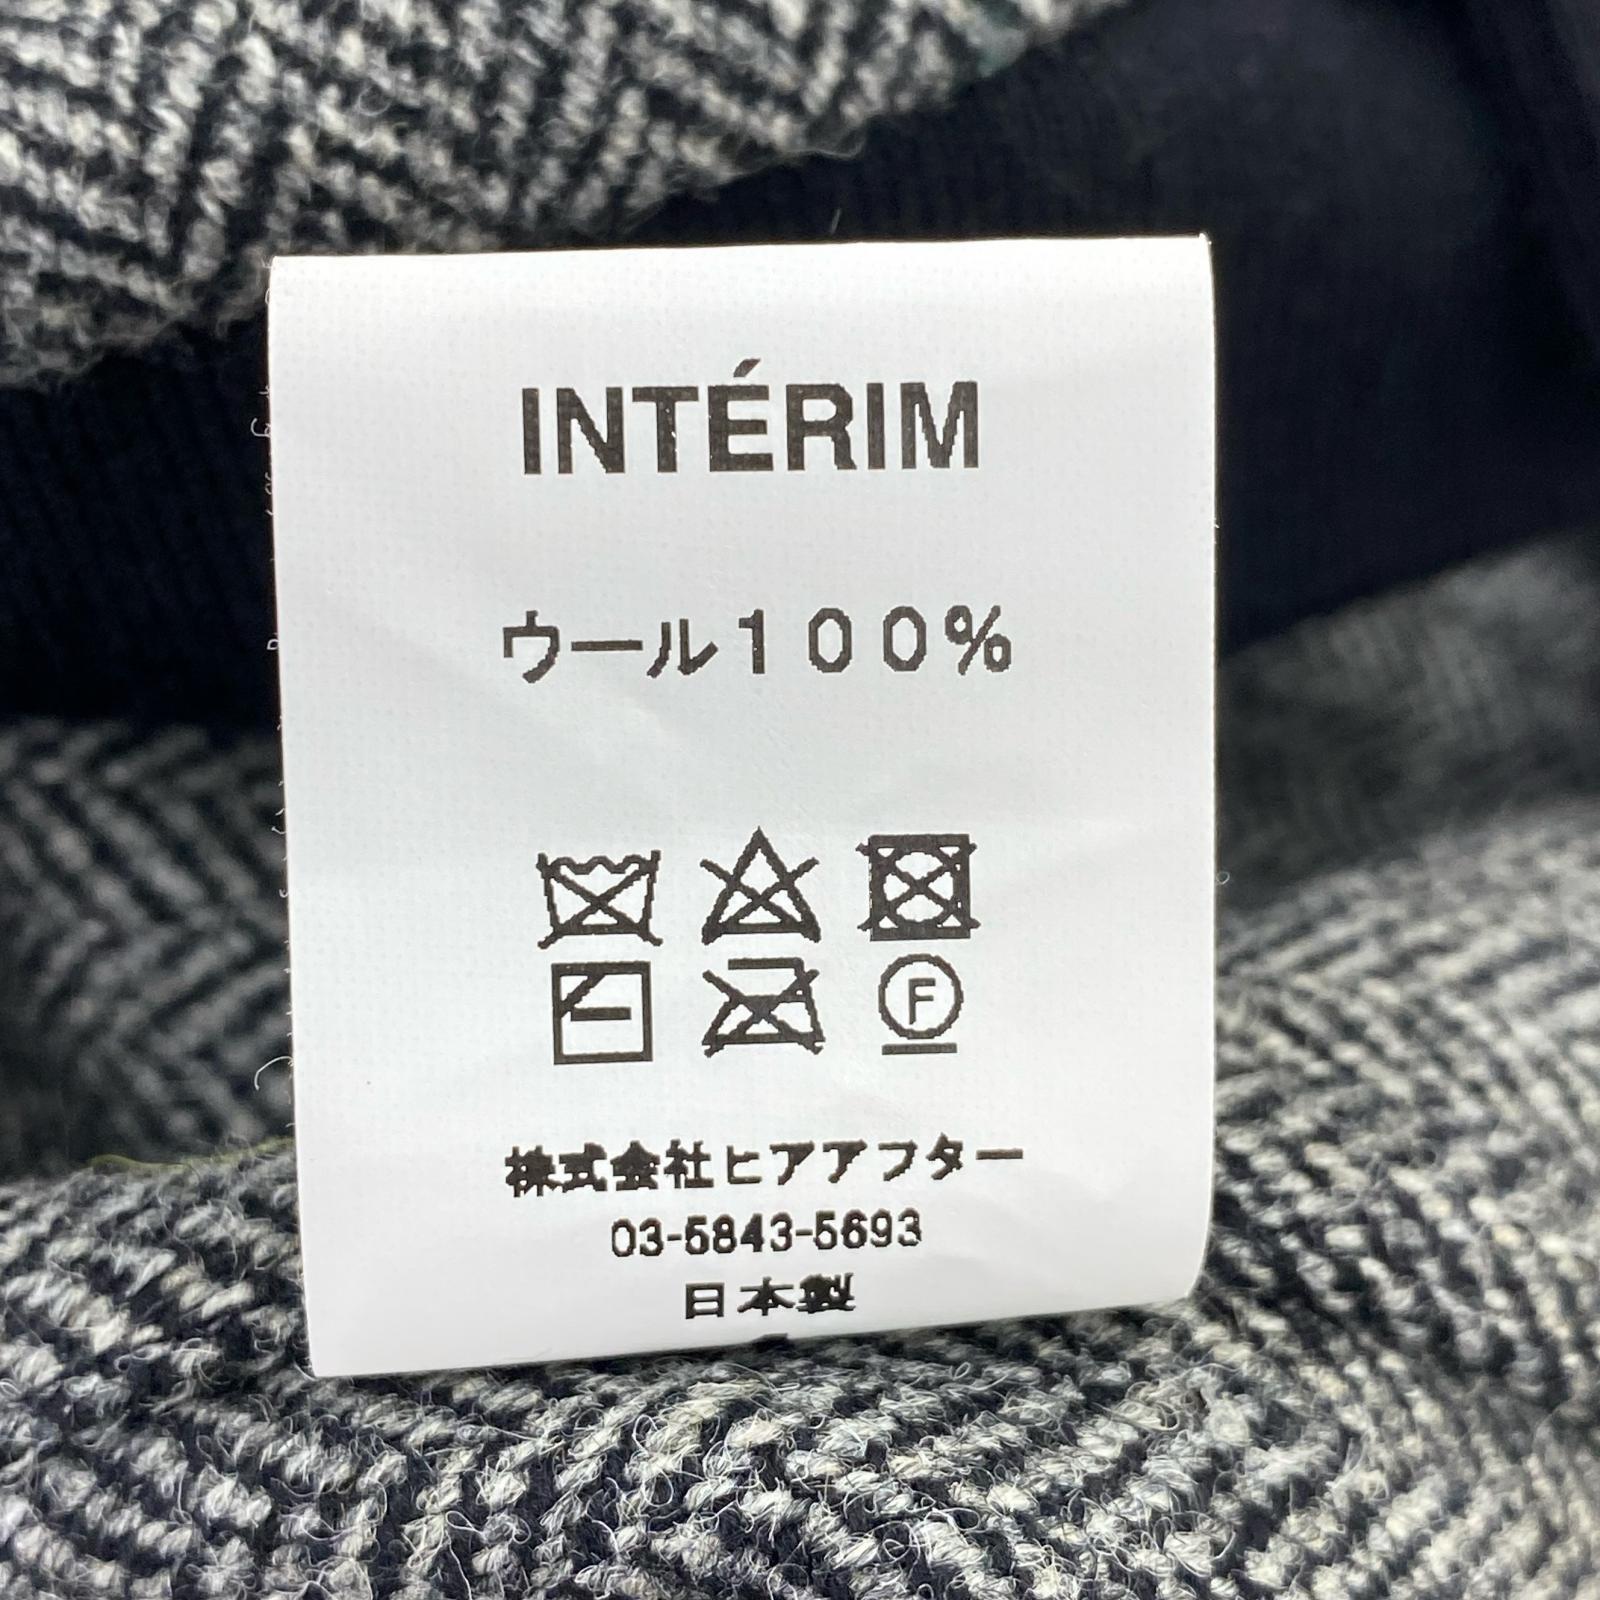 INTÉRIM
ウール１００％
F
株式会社ヒアアフター
03-5843-5693
日本製